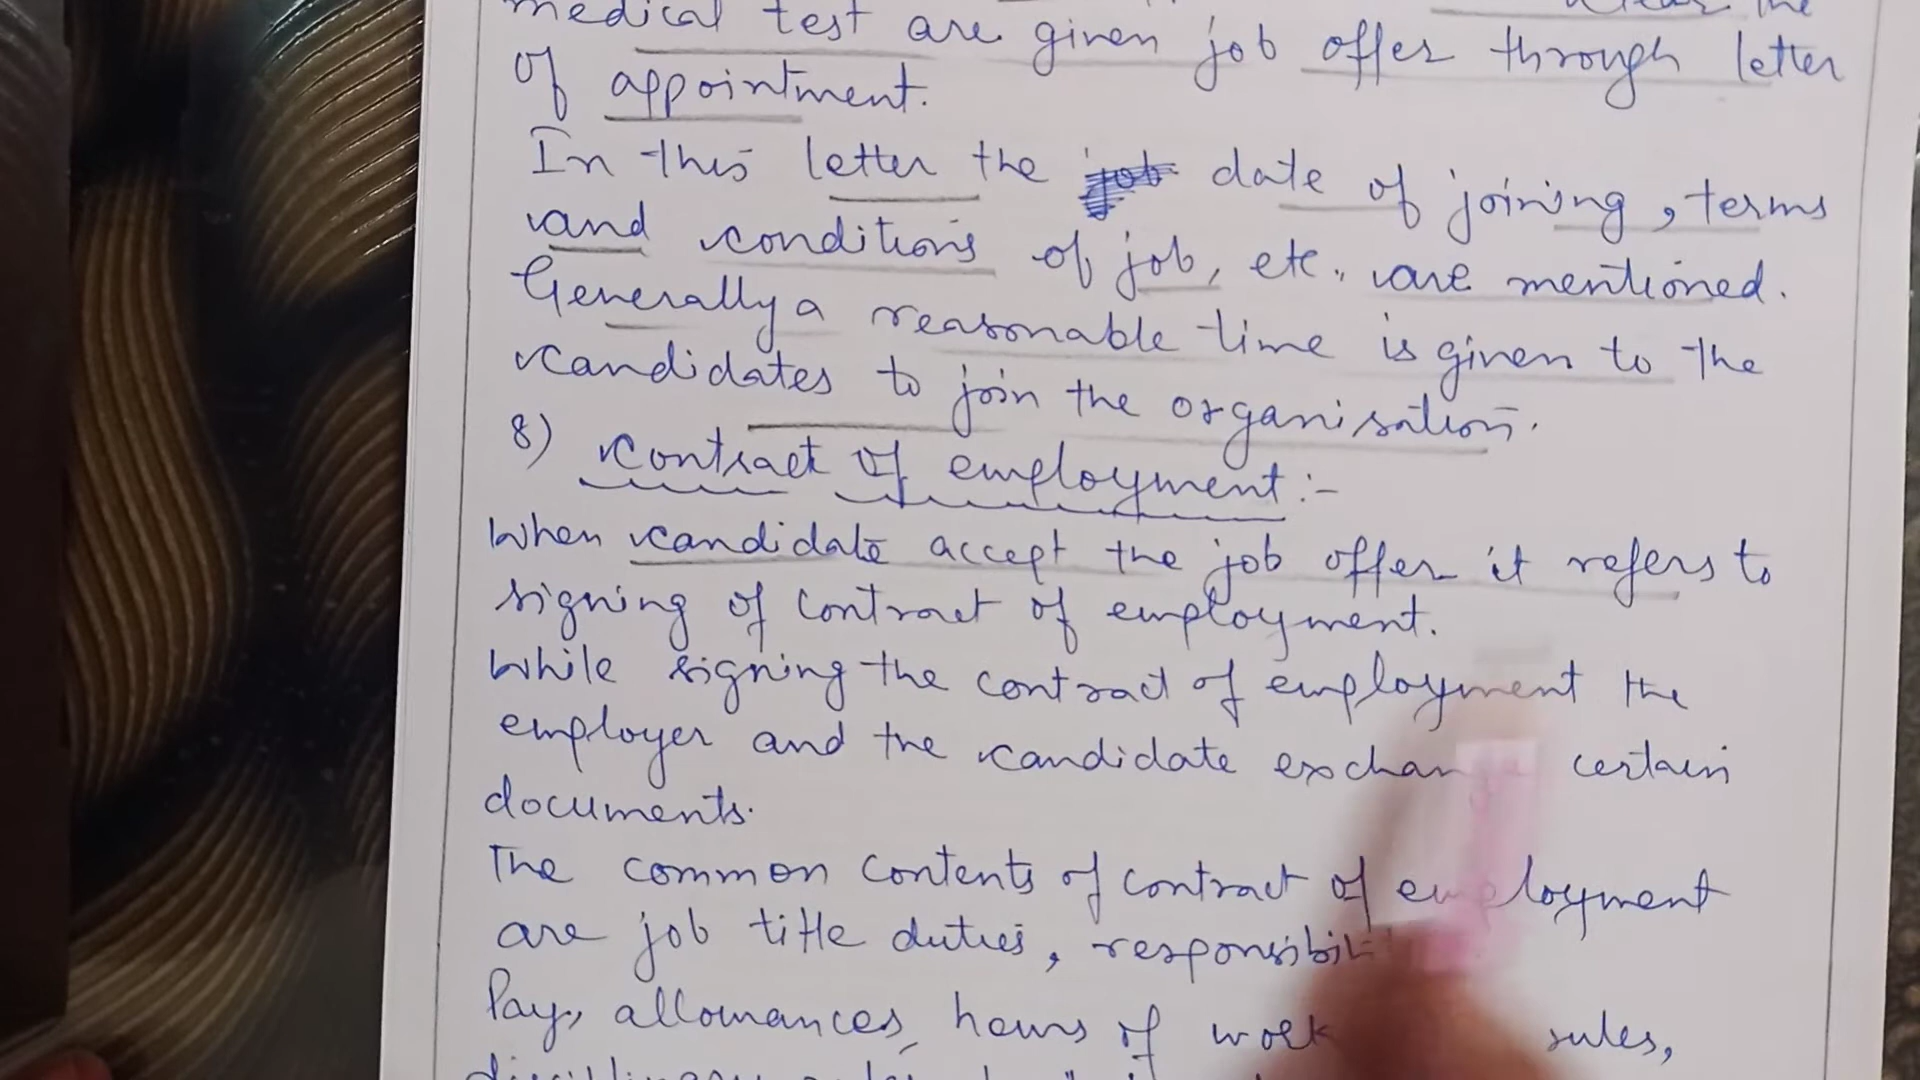 medical test are given job offer through letter
of appointment.
In this letter the job date of joining, terms
and conditions of job, etc., are mentioned.
Generally a reasonable time is given to the
candidates to join the organisation.
8) Contract of employment :-
When candidate accept the job offer it refers to
signing of contract of employment.
While signing the contract of employment the
employer and the candidate exchan certain
documents.
The common contents of contract of employment
are job title duties, responsibili
Pay, allowances, hours of work rules,